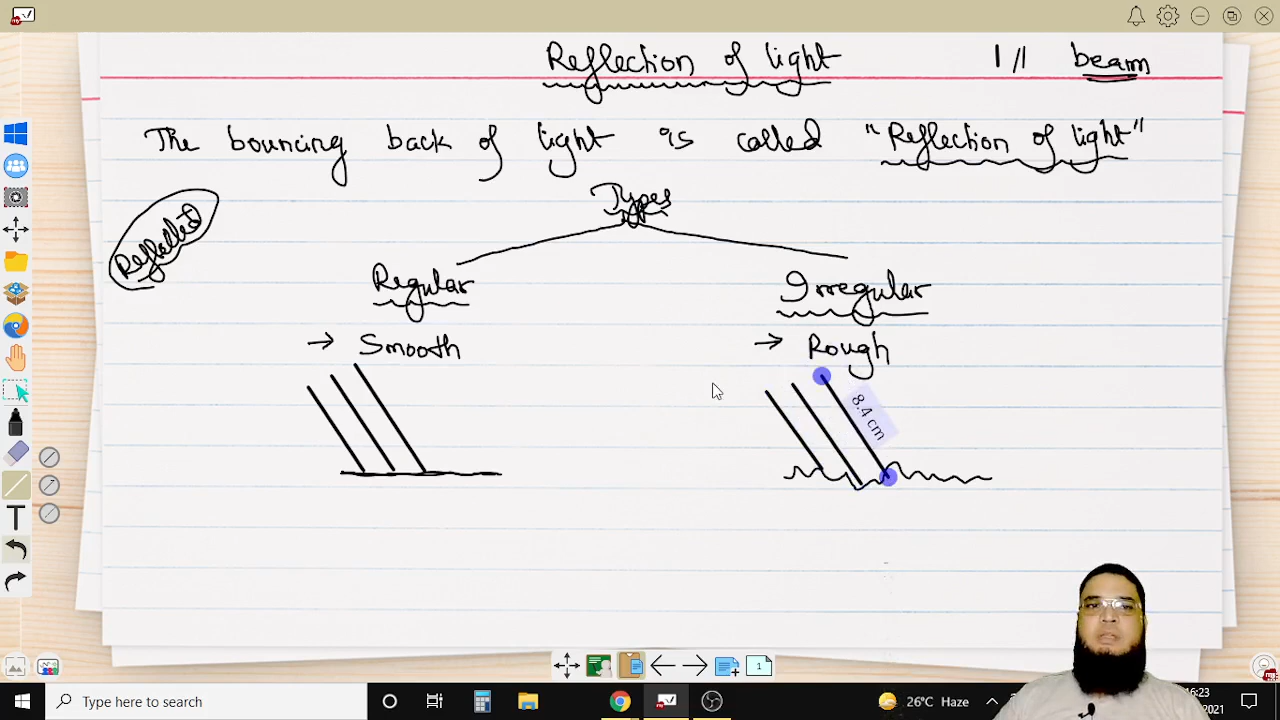 Reflection of light
1 // beam
The bouncing back of light is called "Reflection of light"
Types
Reflected
Regular
Irregular
→ Smooth
→ Rough
8.4 cm
T
1
Type here to search
26°C Haze
16:23
2021